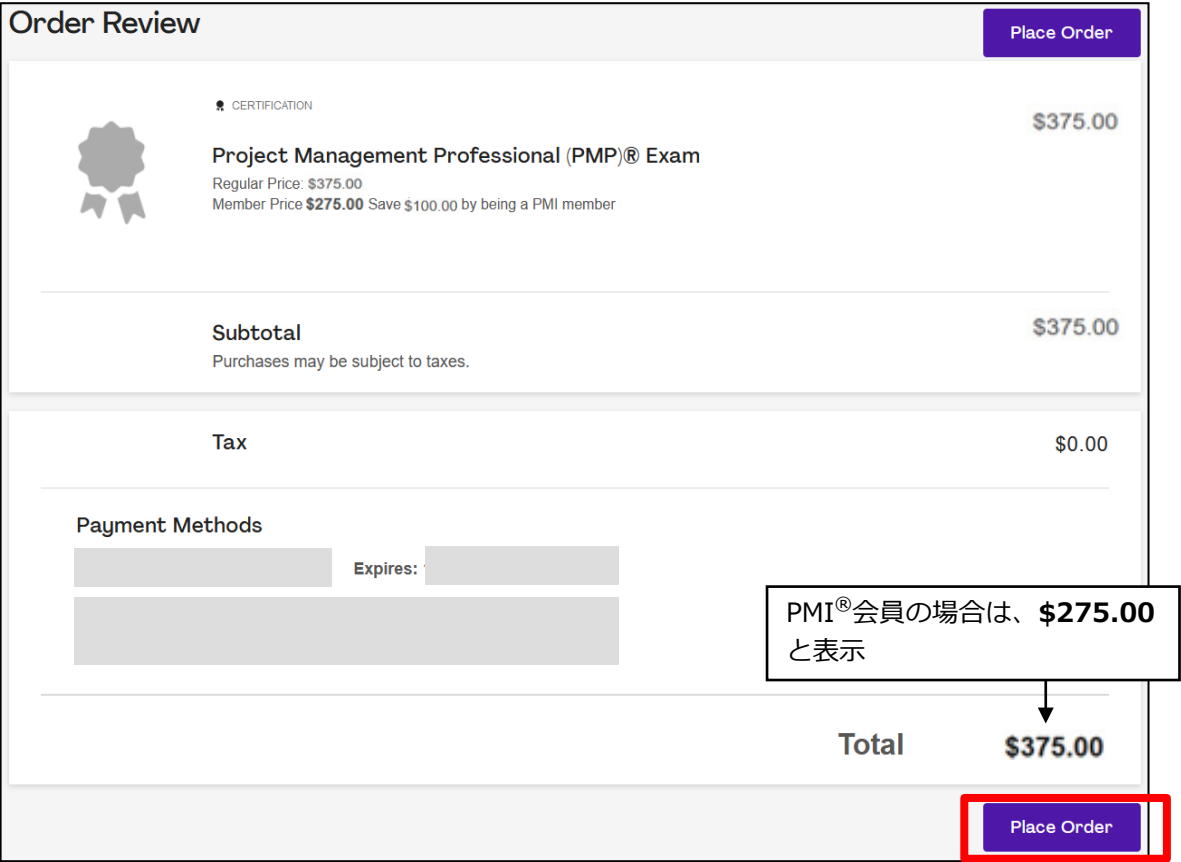 Order Review
Place Order
CERTIFICATION
$375.00
Project Management Professional (PMP)® Exam
Regular Price: $375.00
Member Price $275.00 Save $100.00 by being a PMI member
Subtotal
$375.00
Purchases may be subject to taxes.
Tax
$0.00
Payment Methods
Expires:
PMI®会員の場合は、$275.00
と表示
Total
$375.00
Place Order